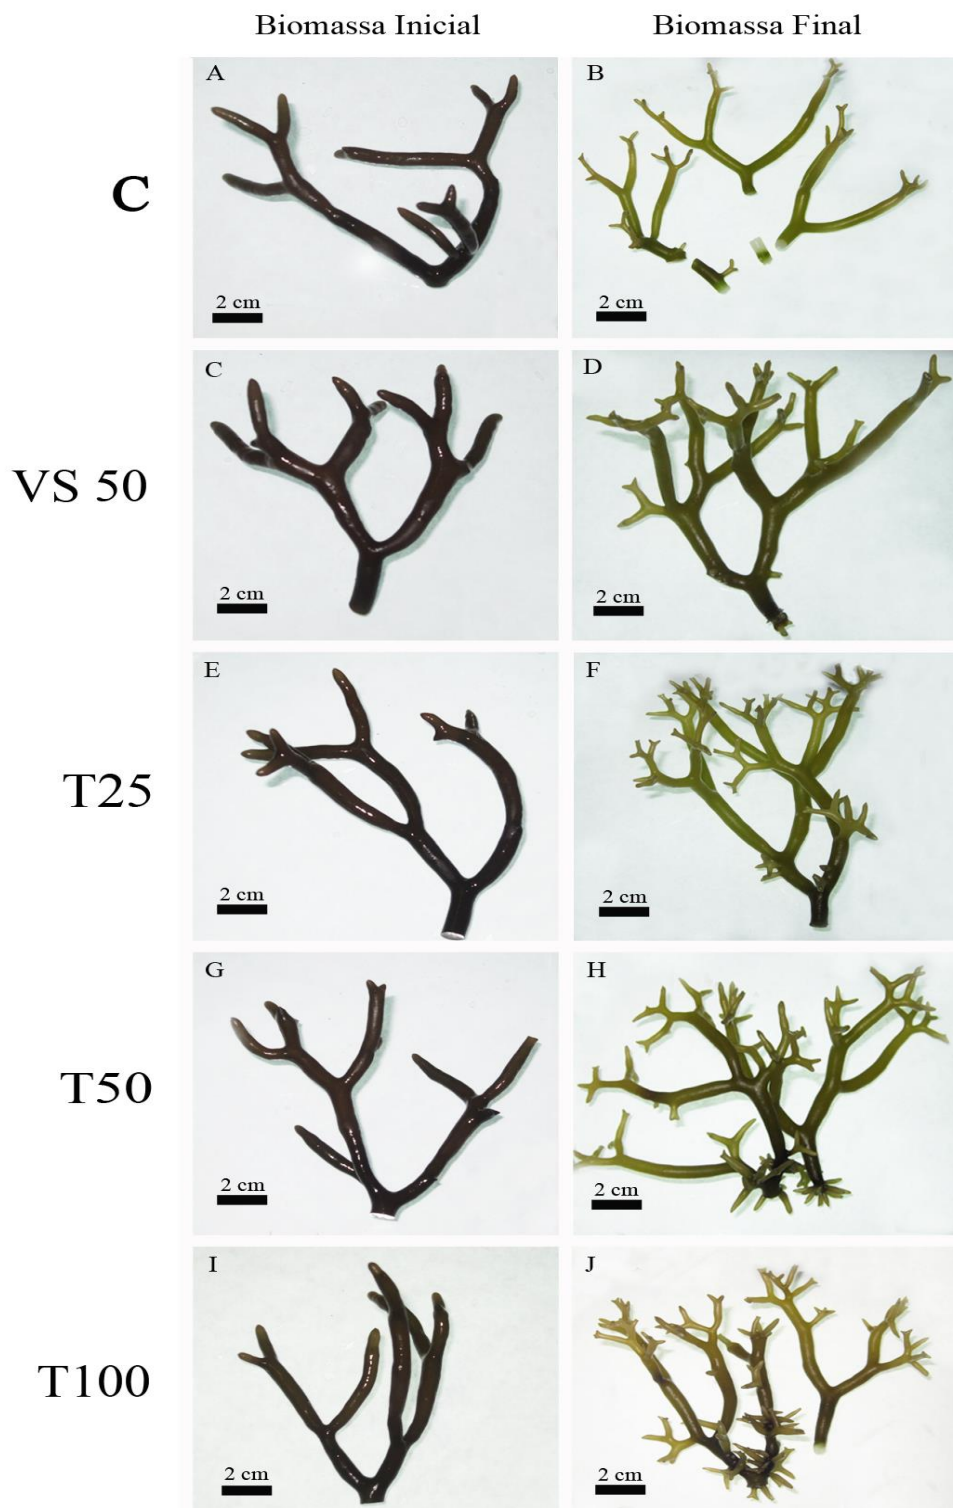 Biomassa Inicial
Biomassa Final
C
A
2 cm
B
2 cm
VS 50
C
2 cm
D
2 cm
T25
E
2 cm
F
2 cm
T50
G
2 cm
H
2 cm
T100
I
2 cm
J
2 cm